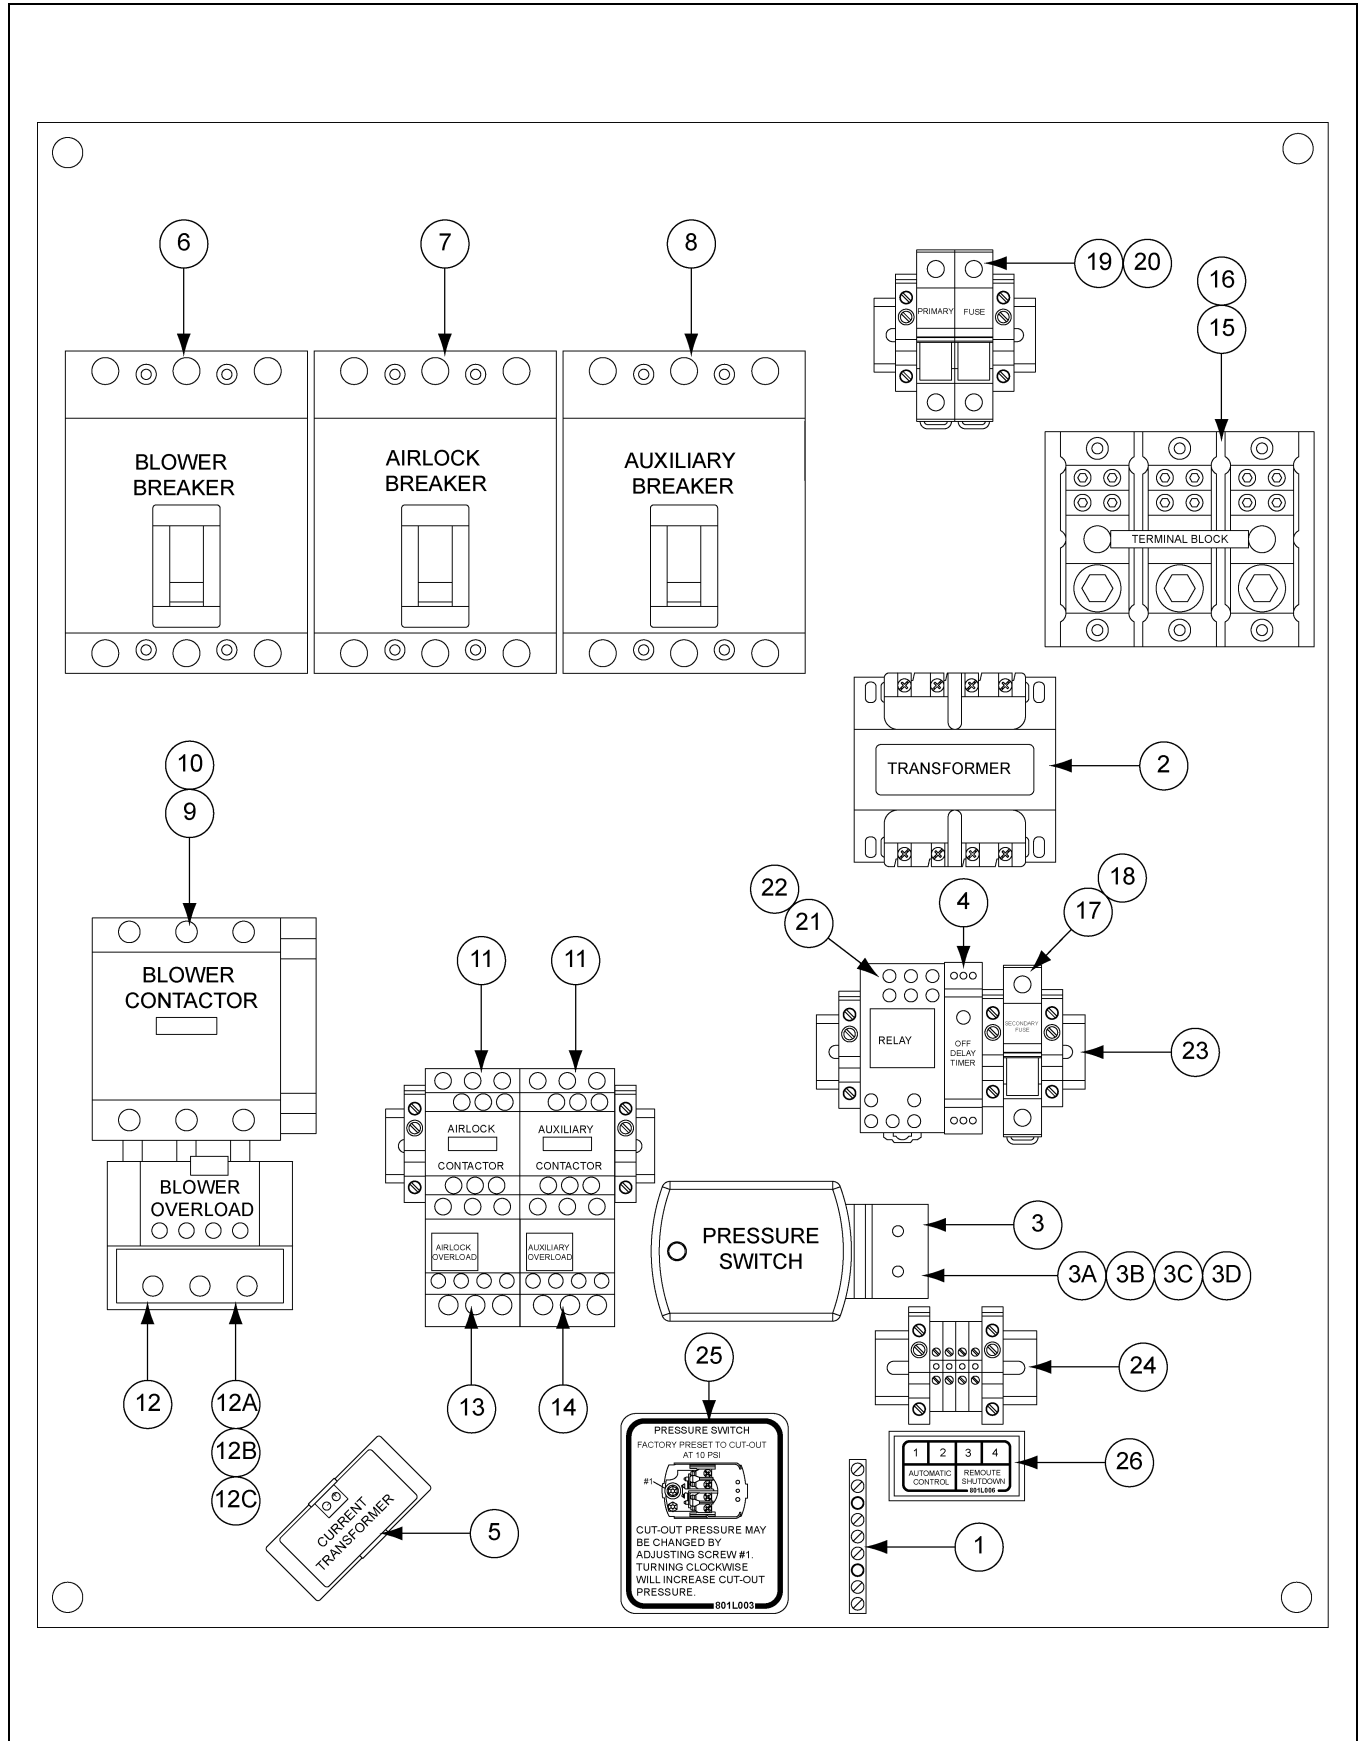 6
7
8
19 20
16
15
PRIMARY FUSE
BLOWER
BREAKER
AIRLOCK
BREAKER
AUXILIARY
BREAKER
TERMINAL BLOCK
TRANSFORMER
2
10
9
22
21
4
18
17
BLOWER
CONTACTOR
11
11
RELAY
OFF
DELAY
TIMER
SECONDARY
FUSE
23
AIRLOCK
CONTACTOR
AUXILIARY
CONTACTOR
BLOWER
OVERLOAD
AIRLOCK
OVERLOAD
AUXILIARY
OVERLOAD
PRESSURE
SWITCH
3
3A 3B 3C 3D
12
12A
12B
12C
13
14
25
24
PRESSURE SWITCH
FACTORY PRESET TO CUT-OUT
AT 10 PSI
#1
CUT-OUT PRESSURE MAY
BE CHANGED BY
ADJUSTING SCREW #1.
TURNING CLOCKWISE
WILL INCREASE CUT-OUT
PRESSURE.
801L003
1 2 3 4
AUTOMATIC
CONTROL
REMOUTE
SHUTDOWN
801L006
26
CURRENT
TRANSFORMER
5
1